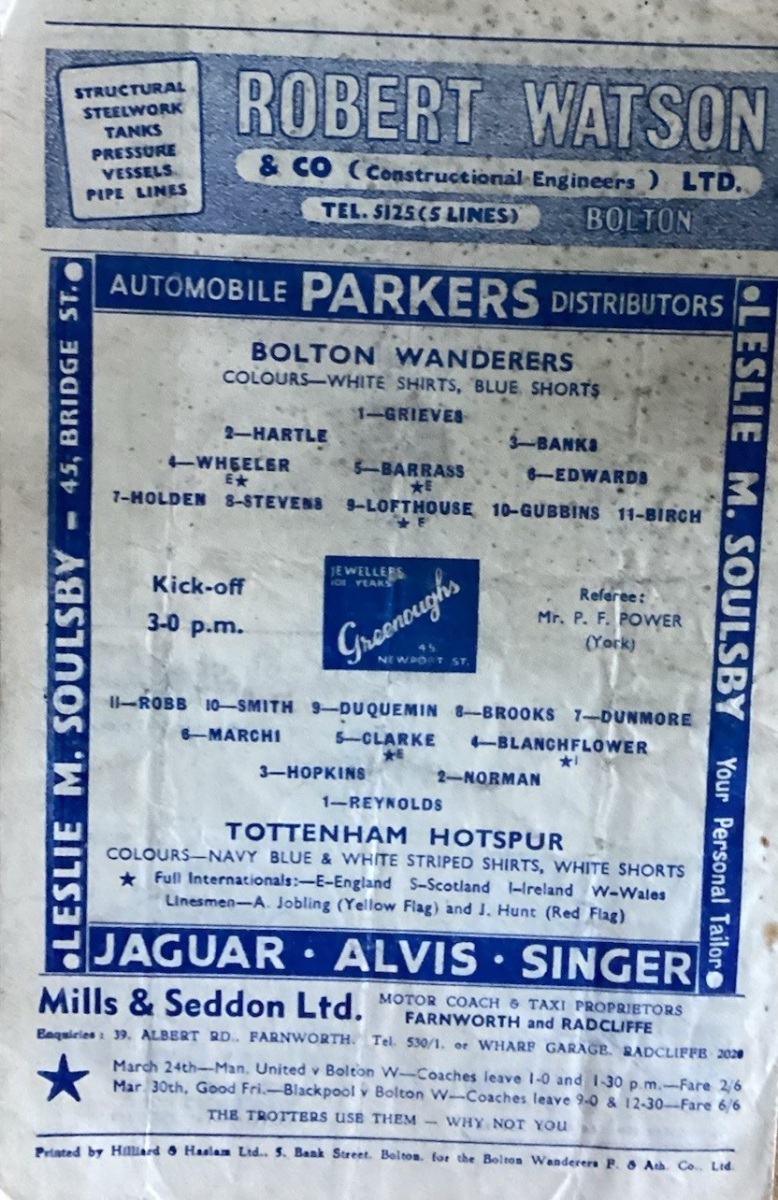 STRUCTURAL
STEELWORK
TANKS
PRESSURE
VESSELS
PIPE LINES
ROBERT WATSON
& CO (Constructional Engineers) LTD.
TEL. 5125 (5 LINES) BOLTON
LESLIE M. SOULSBY — 45, BRIDGE ST.
AUTOMOBILE PARKERS DISTRIBUTORS
BOLTON WANDERERS
COLOURS—WHITE SHIRTS, BLUE SHORTS
1—GRIEVES
2—HARTLE 3—BANKS
4—WHEELER 5—BARRASS 6—EDWARDS
E★ ★E
7-HOLDEN 8-STEVENS 9-LOFTHOUSE 10-GUBBINS 11-BIRCH
★ E
Kick-off
3-0 p.m.
JEWELLERS
101 YEARS
Greenoughs
45
NEWPORT ST.
Referee:
Mr. P. F. POWER
(York)
11—ROBB 10—SMITH 9—DUQUEMIN 8—BROOKS 7—DUNMORE
6—MARCHI 5—CLARKE 4—BLANCHFLOWER
★E ★I
3—HOPKINS 2—NORMAN
1—REYNOLDS
TOTTENHAM HOTSPUR
COLOURS—NAVY BLUE & WHITE STRIPED SHIRTS, WHITE SHORTS
★ Full Internationals:—E-England S-Scotland I-Ireland W-Wales
Linesmen—A. Jobling (Yellow Flag) and J. Hunt (Red Flag)
JAGUAR • ALVIS • SINGER
LESLIE M. SOULSBY Your Personal Tailor
Mills & Seddon Ltd. MOTOR COACH & TAXI PROPRIETORS
FARNWORTH and RADCLIFFE
Enquiries: 39, ALBERT RD., FARNWORTH. Tel. 530/1. or WHARF GARAGE, RADCLIFFE 2028
★ March 24th—Man. United v Bolton W—Coaches leave 1-0 and 1-30 p.m.—Fare 2/6
Mar. 30th, Good Fri.—Blackpool v Bolton W—Coaches leave 9-0 & 12-30—Fare 6/6
THE TROTTERS USE THEM — WHY NOT YOU
Printed by Hilliard & Haslam Ltd., 5, Bank Street, Bolton, for the Bolton Wanderers F. & Ath. Co., Ltd.